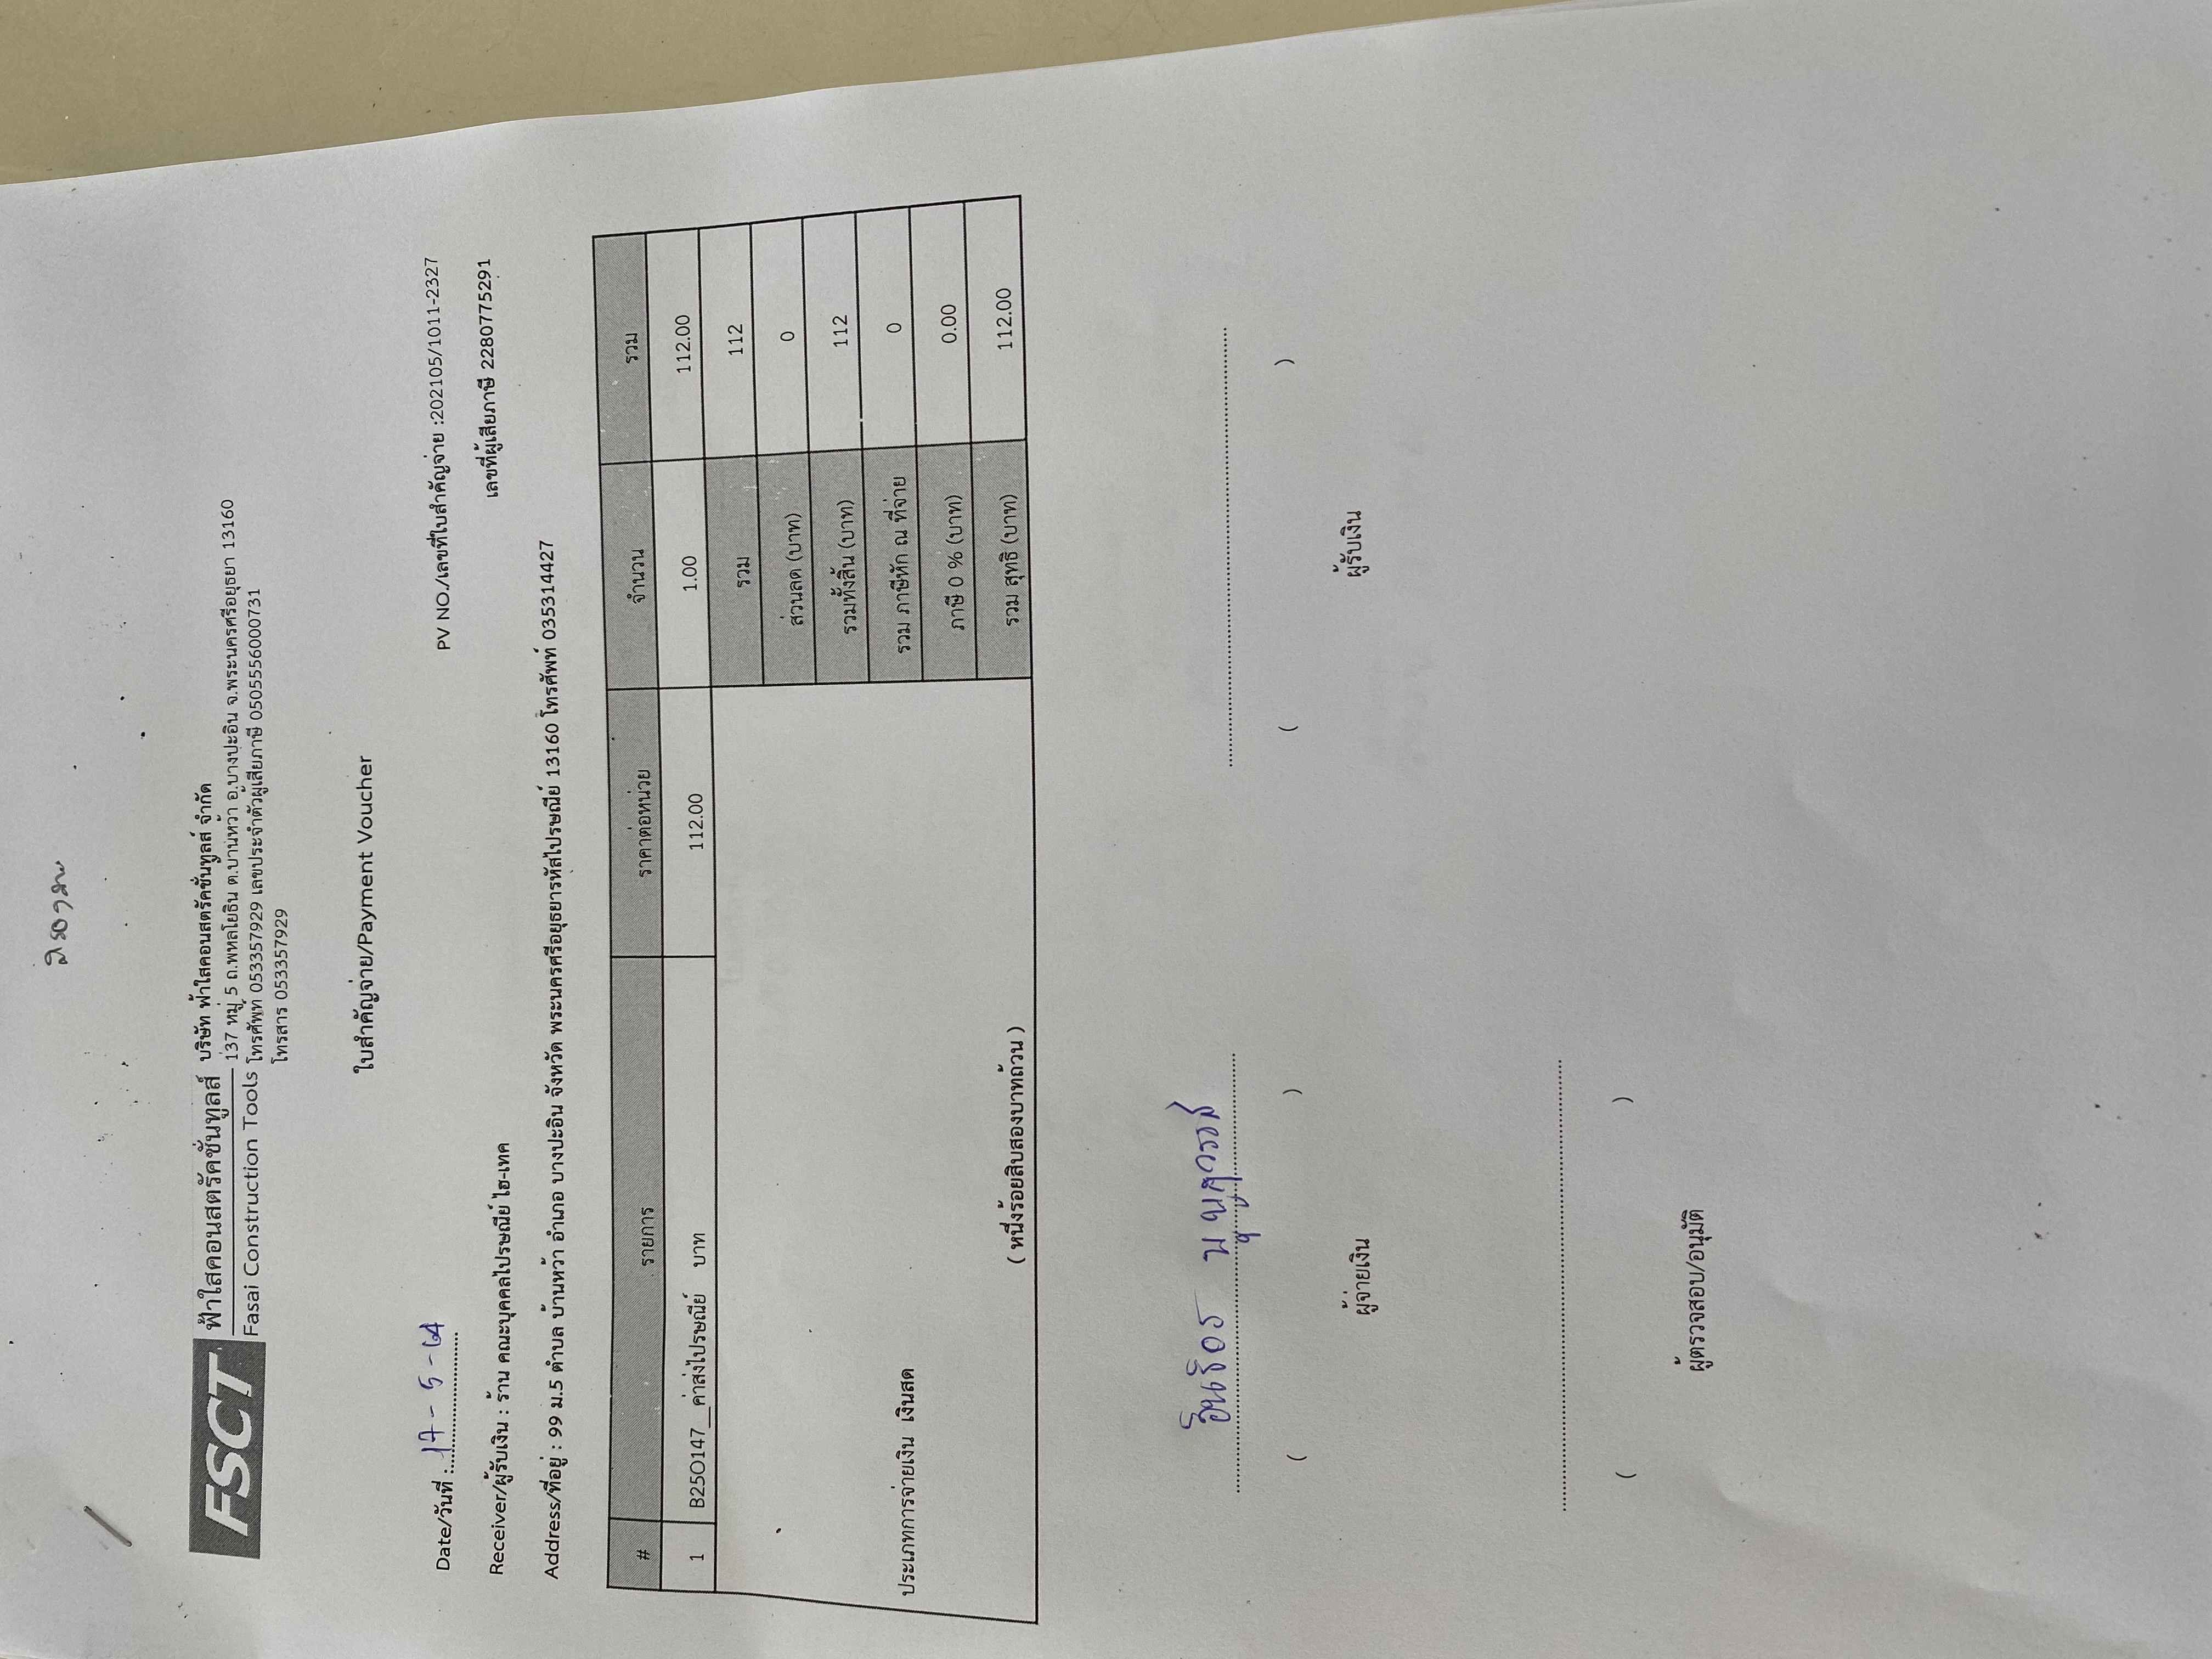 FSCT
ฟ้าใสคอนสตรัคชั่นทูลส์
Fasai Construction Tools
บริษัท ฟ้าใสคอนสตรัคชั่นทูลส์ จำกัด
137 หมู่ 5 ถ.พหลโยธิน ต.บ้านหว้า อ.บางปะอิน จ.พระนครศรีอยุธยา 13160
โทรศัพท์ 053357929 เลขประจำตัวผู้เสียภาษี 0505556000731
โทรสาร 053357929
ใบสำคัญจ่าย/Payment Voucher
Date/วันที่ : 17 - 5 - 64
PV NO./เลขที่ใบสำคัญจ่าย :202105/1011-2327
Receiver/ผู้รับเงิน : ร้าน คณะบุคคลไปรษณีย์ ไฮ-เทค
เลขที่ผู้เสียภาษี 2280775291
Address/ที่อยู่ : 99 ม.5 ตำบล บ้านหว้า อำเภอ บางปะอิน จังหวัด พระนครศรีอยุธยารหัสไปรษณีย์ 13160 โทรศัพท์ 035314427
# รายการ ราคาต่อหน่วย จำนวน รวม
1 B250147__ค่าส่งไปรษณีย์ บาท 112.00 1.00 112.00
รวม 112
ส่วนลด (บาท) 0
รวมทั้งสิ้น (บาท) 112
ประเภทการจ่ายเงิน เงินสด
รวม ภาษีหัก ณ ที่จ่าย 0
ภาษี 0 % (บาท) 0.00
( หนึ่งร้อยสิบสองบาทถ้วน )
รวม สุทธิ (บาท) 112.00
( )
( )
ผู้จ่ายเงิน
ผู้รับเงิน
( )
ผู้ตรวจสอบ/อนุมัติ